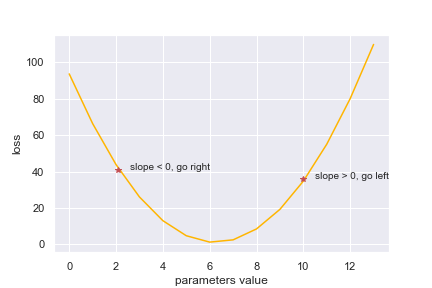 100
80
60
40
20
0
loss
slope < 0, go right
slope > 0, go left
0 2 4 6 8 10 12
parameters value